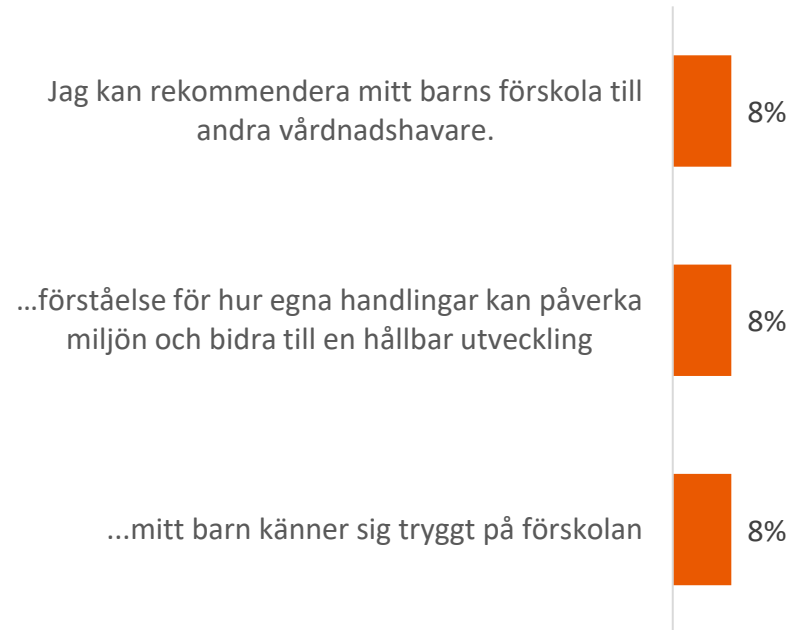 Jag kan rekommendera mitt barns förskola till
andra vårdnadshavare.
8%
…förståelse för hur egna handlingar kan påverka
miljön och bidra till en hållbar utveckling
8%
...mitt barn känner sig tryggt på förskolan
8%